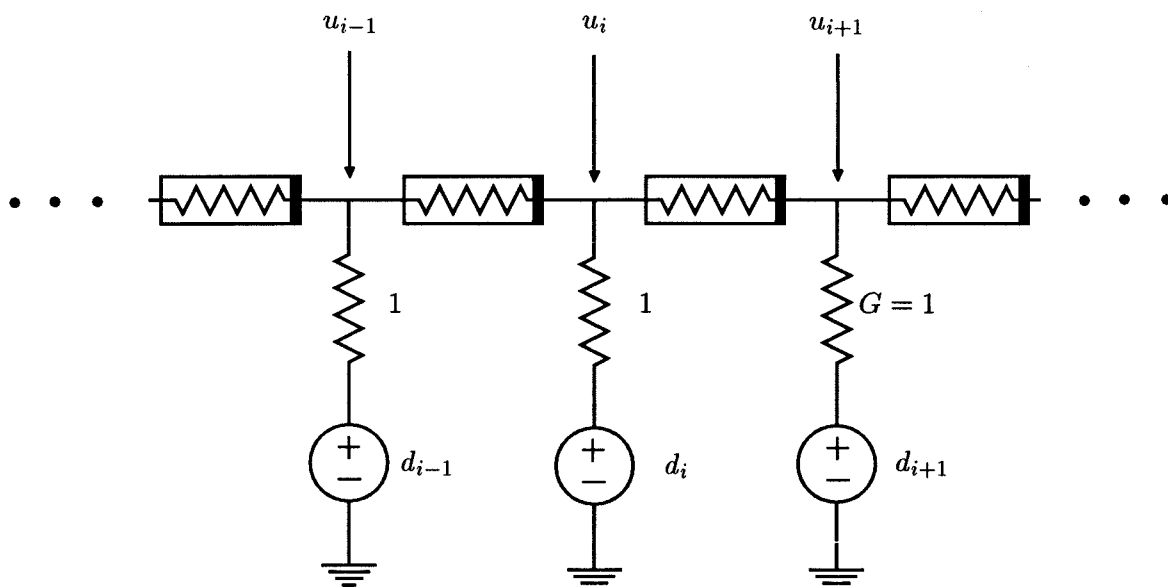 u_{i-1} u_i u_{i+1}
1 1 G = 1
d_{i-1} d_i d_{i+1}